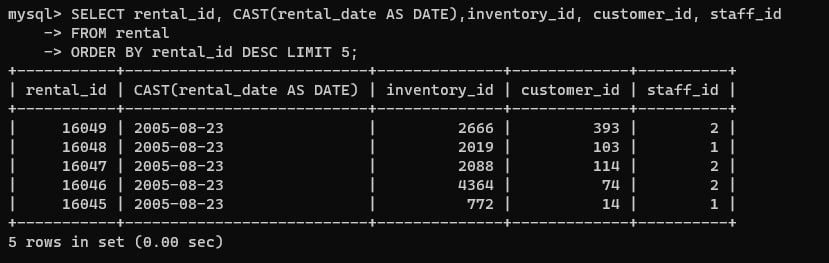 mysql> SELECT rental_id, CAST(rental_date AS DATE),inventory_id, customer_id, staff_id
    -> FROM rental
    -> ORDER BY rental_id DESC LIMIT 5;
+-----------+---------------------------+--------------+-------------+----------+
| rental_id | CAST(rental_date AS DATE) | inventory_id | customer_id | staff_id |
+-----------+---------------------------+--------------+-------------+----------+
|     16049 | 2005-08-23                |         2666 |         393 |        2 |
|     16048 | 2005-08-23                |         2019 |         103 |        1 |
|     16047 | 2005-08-23                |         2088 |         114 |        2 |
|     16046 | 2005-08-23                |         4364 |          74 |        2 |
|     16045 | 2005-08-23                |          772 |          14 |        1 |
+-----------+---------------------------+--------------+-------------+----------+
5 rows in set (0.00 sec)